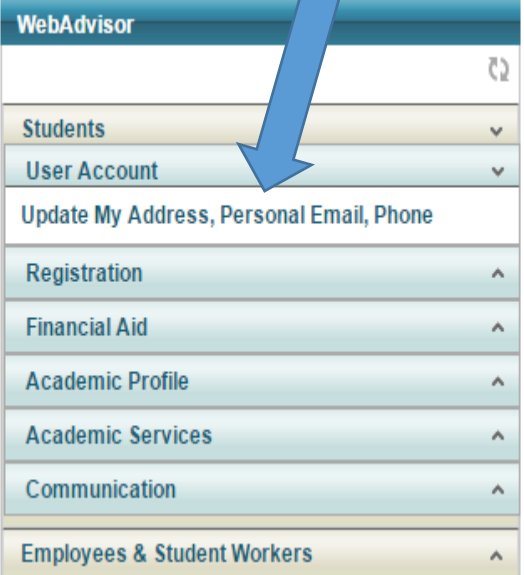 WebAdvisor
Students
User Account
Update My Address, Personal Email, Phone
Registration
Financial Aid
Academic Profile
Academic Services
Communication
Employees & Student Workers